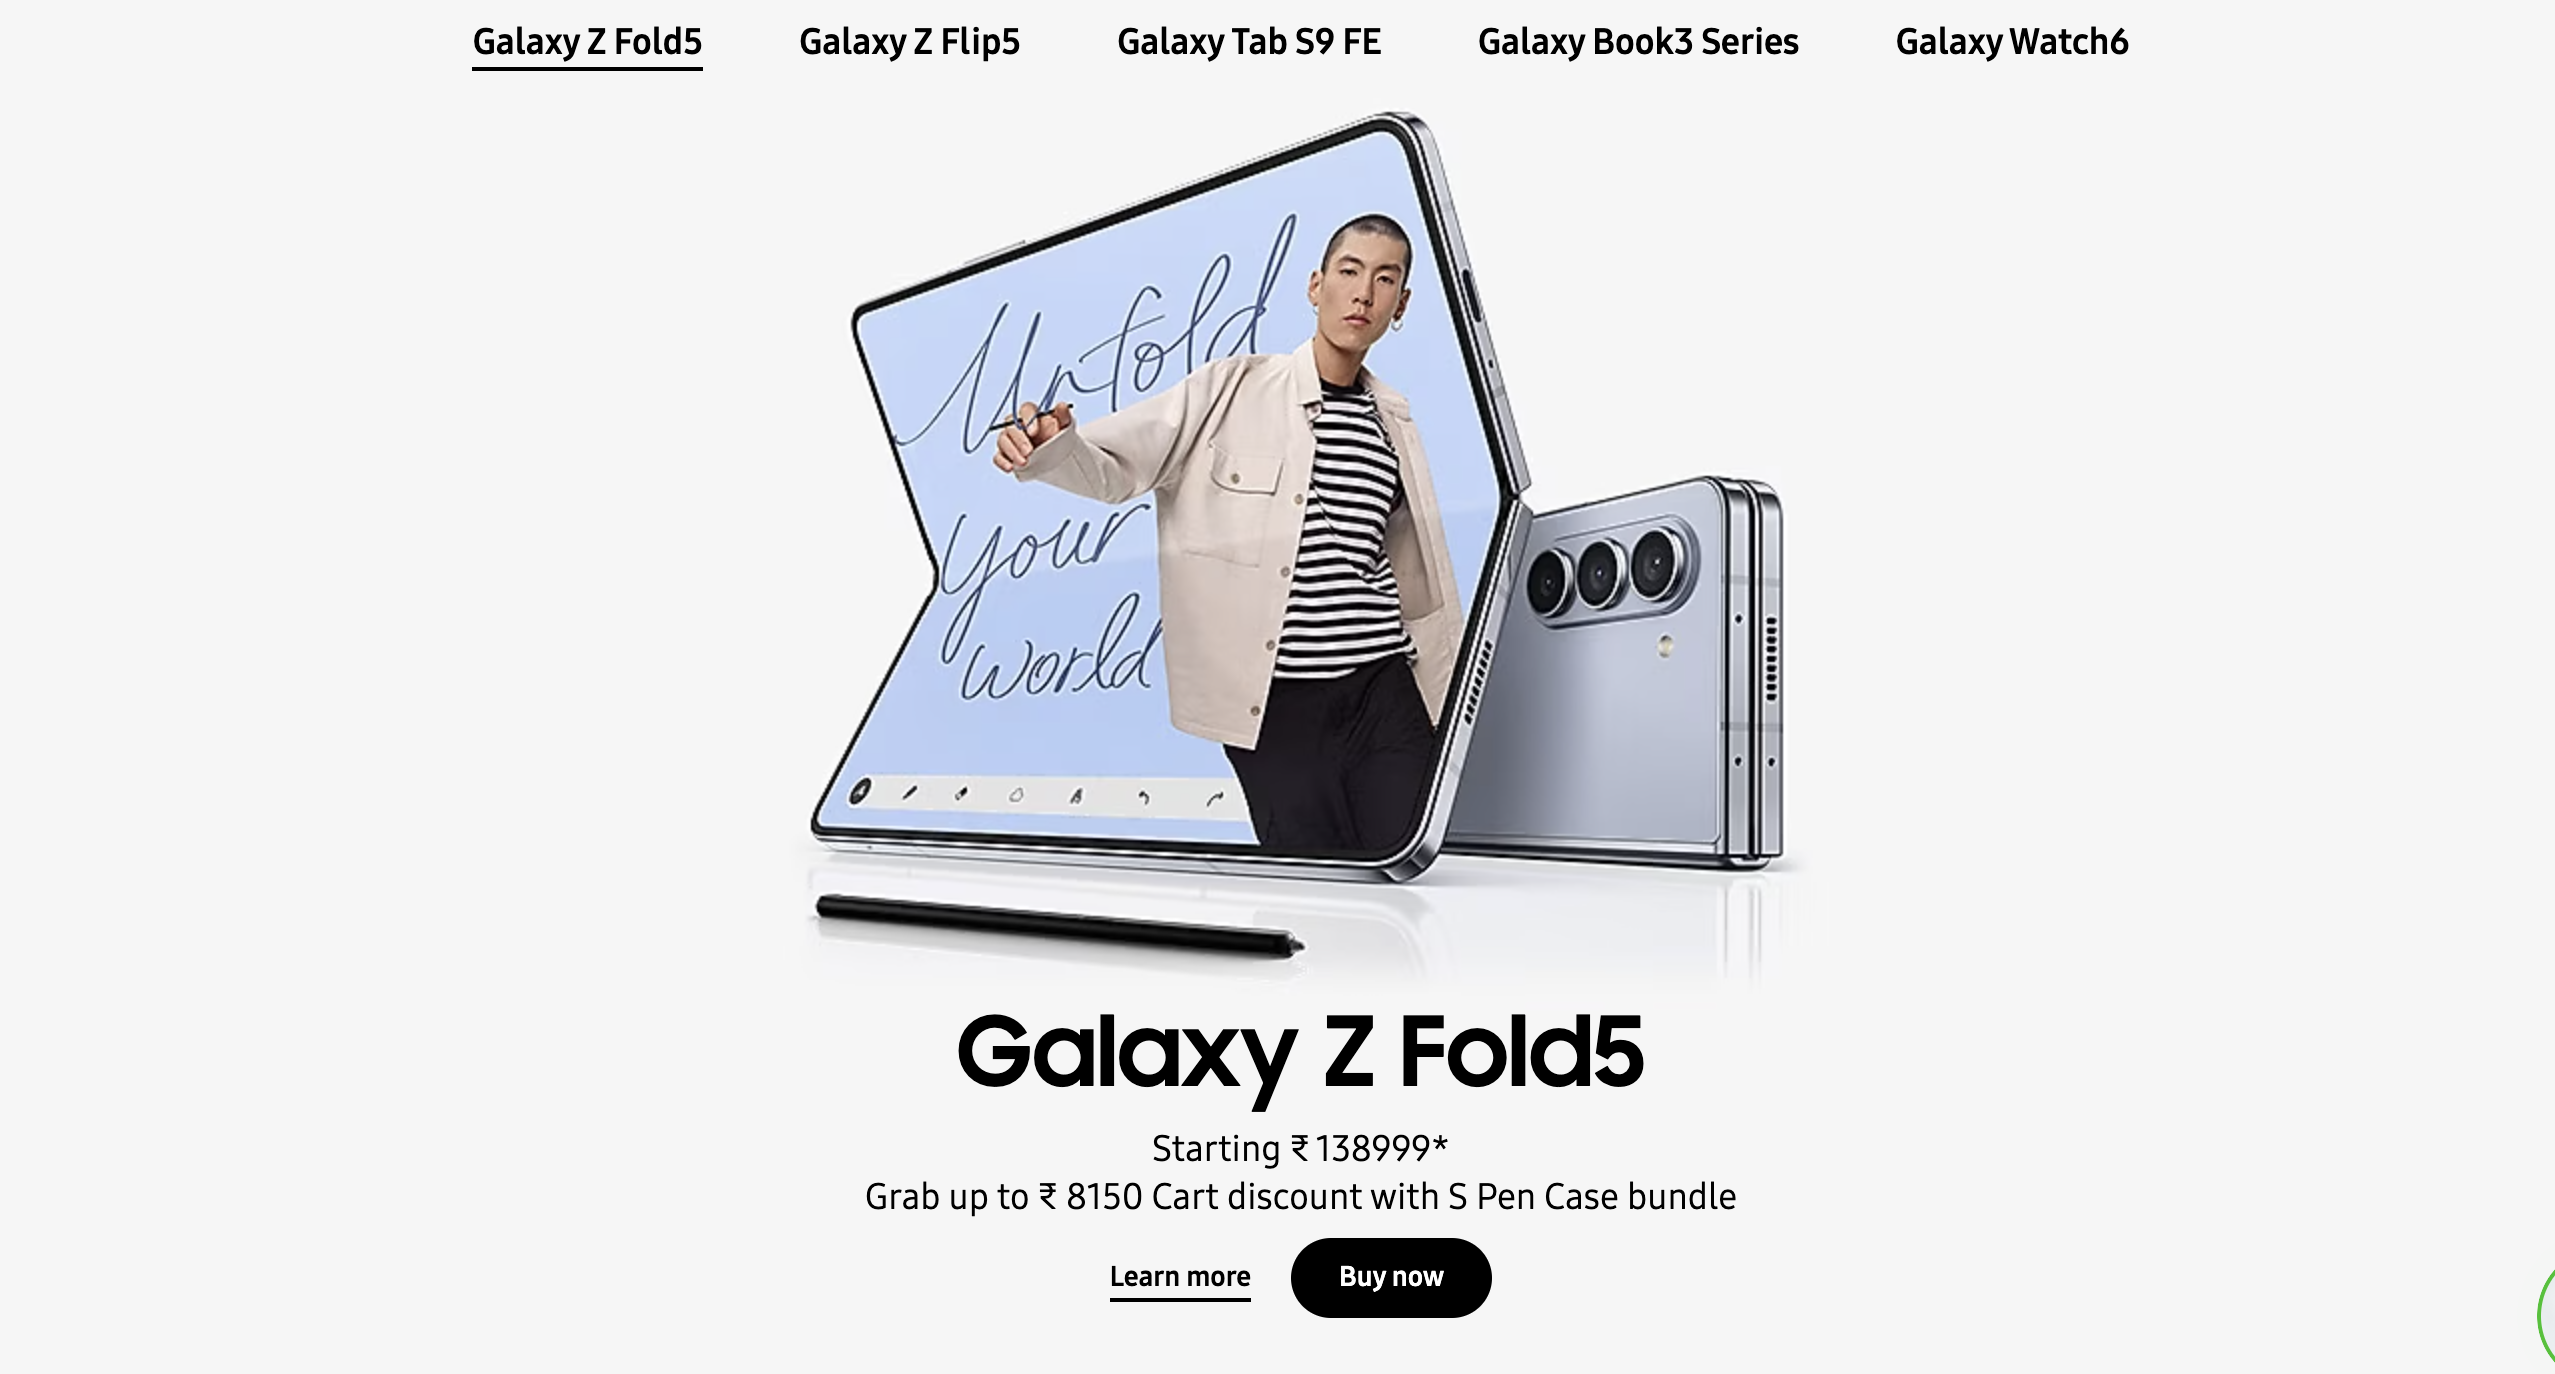 Galaxy Z Fold5
Galaxy Z Flip5
Galaxy Tab S9 FE
Galaxy Book3 Series
Galaxy Watch6
Unfold
your
world
Galaxy Z Fold5
Starting ₹ 138999*
Grab up to ₹ 8150 Cart discount with S Pen Case bundle
Learn more
Buy now